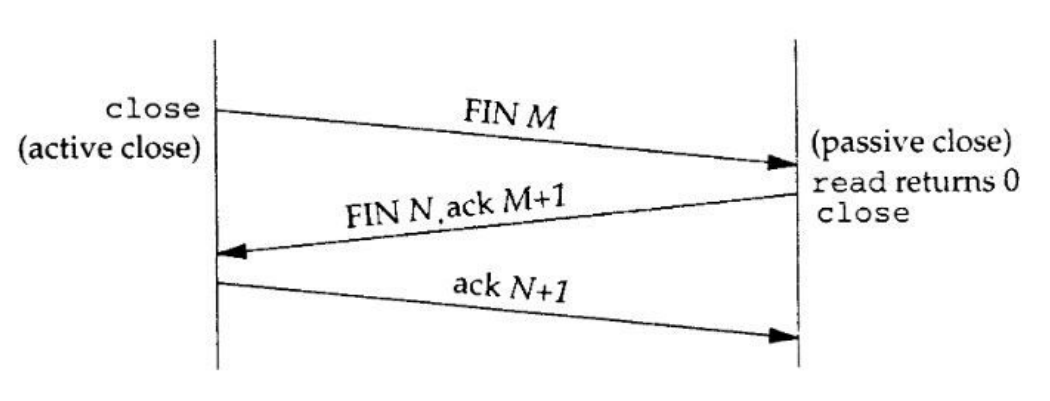 close
(active close)
FIN M
(passive close)
read returns 0
close
FIN N, ack M+1
ack N+1